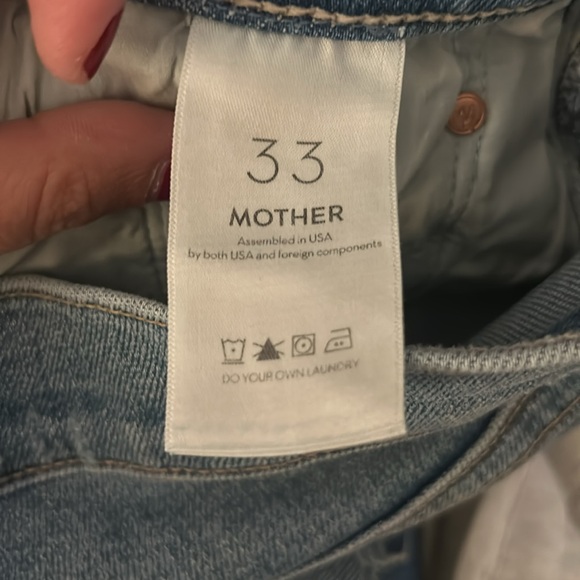 33
MOTHER
Assembled in USA
by both USA and foreign components
DO YOUR OWN LAUNDRY